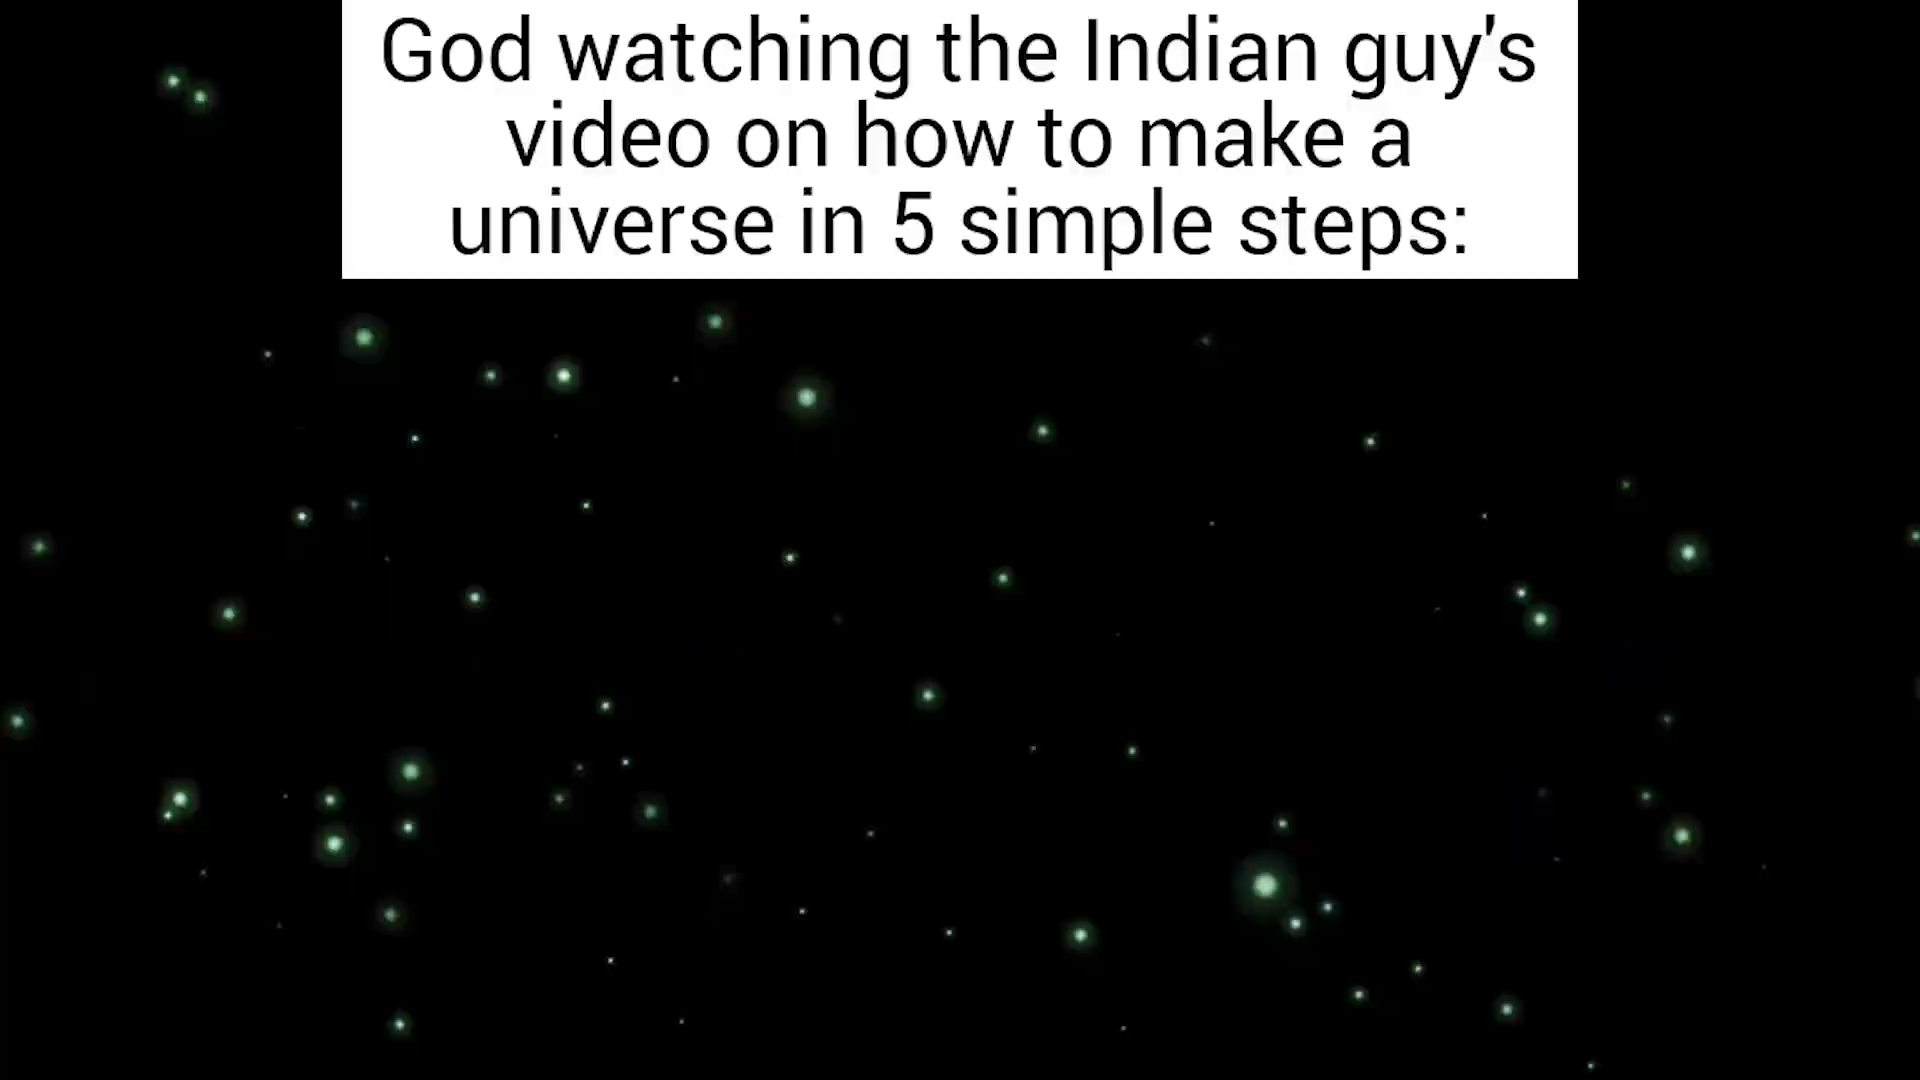 God watching the Indian guy's
video on how to make a
universe in 5 simple steps: